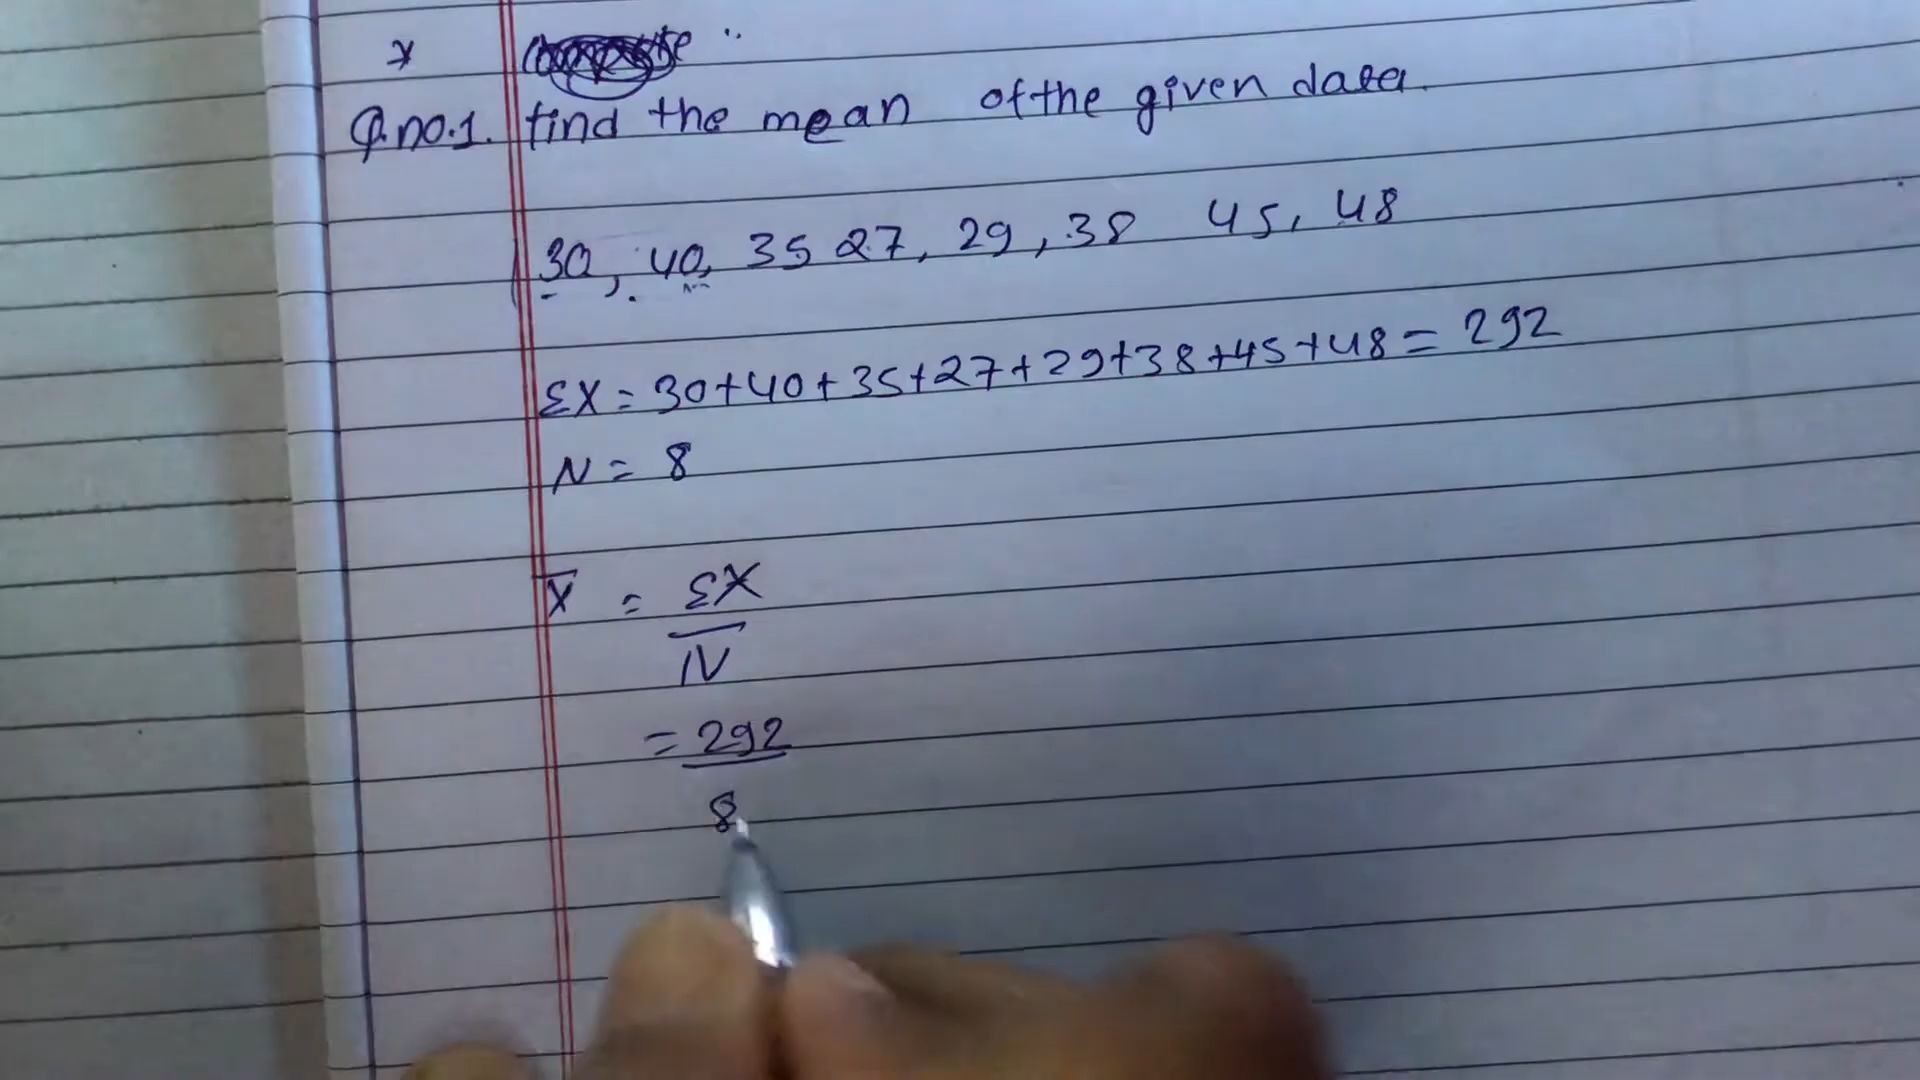 *
Q.no.1. find the mean of the given data.
30, 40, 35 27, 29, 38 45, 48
ΣX = 30+40+35+27+29+38+45+48 = 292
N = 8
X̅ = ΣX
N
= 292
8